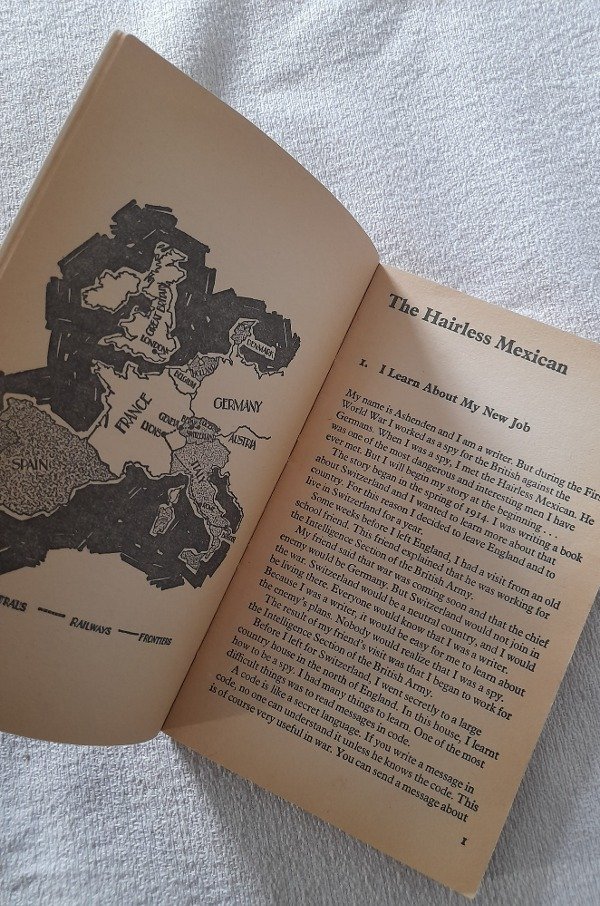 GREAT BRITAIN
LONDON
HOLLAND
DENMARK
BELGIUM
GERMANY
FRANCE
LYONS
GENEVA
SWITZERLAND
AUSTRIA
ITALY
SPAIN
RAILWAYS
FRONTIERS
The Hairless Mexican
1. I Learn About My New Job
My name is Ashenden and I am a writer. But during the First
World War I worked as a spy for the British against the
Germans. When I was a spy, I met the Hairless Mexican. He
was one of the most dangerous and interesting men I have
ever met. But I will begin my story at the beginning . . .
The story began in the spring of 1914. I was writing a book
about Switzerland and I wanted to learn more about that
country. For this reason I decided to leave England and to
live in Switzerland for a year.
Some weeks before I left England, I had a visit from an old
school friend. This friend explained that he was working for
the Intelligence Section of the British Army.
My friend said that war was coming soon and that the chief
enemy would be Germany. But Switzerland would not join in
the war. Switzerland would be a neutral country, and I would
be living there. Everyone would know that I was a writer.
Because I was a writer, it would be easy for me to learn about
the enemy's plans. Nobody would realize that I was a spy.
The result of my friend's visit was that I began to work for
the Intelligence Section of the British Army.
Before I left for Switzerland, I went secretly to a large
country house in the north of England. In this house, I learnt
how to be a spy. I had many things to learn. One of the most
difficult things was to read messages in code.
A code is like a secret language. If you write a message in
code, no one can understand it unless he knows the code. This
is of course very useful in war. You can send a message about
1